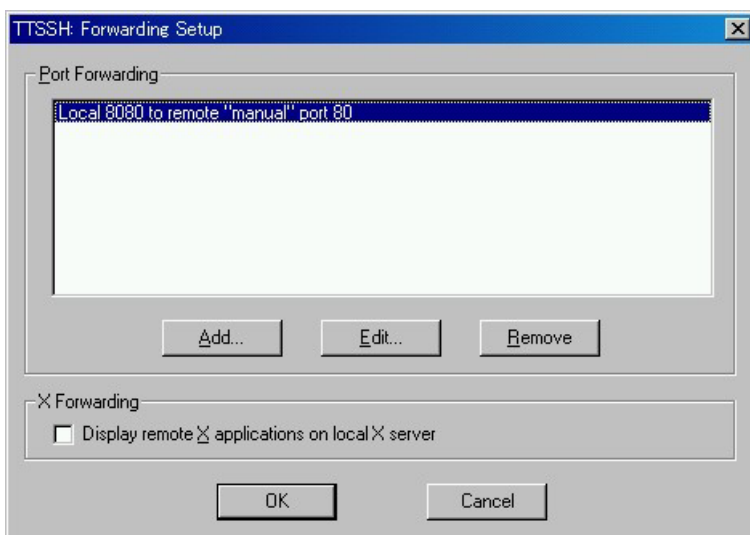 TTSSH: Forwarding Setup
Port Forwarding
Local 8080 to remote "manual" port 80
Add...
Edit...
Remove
X Forwarding
Display remote X applications on local X server
OK
Cancel